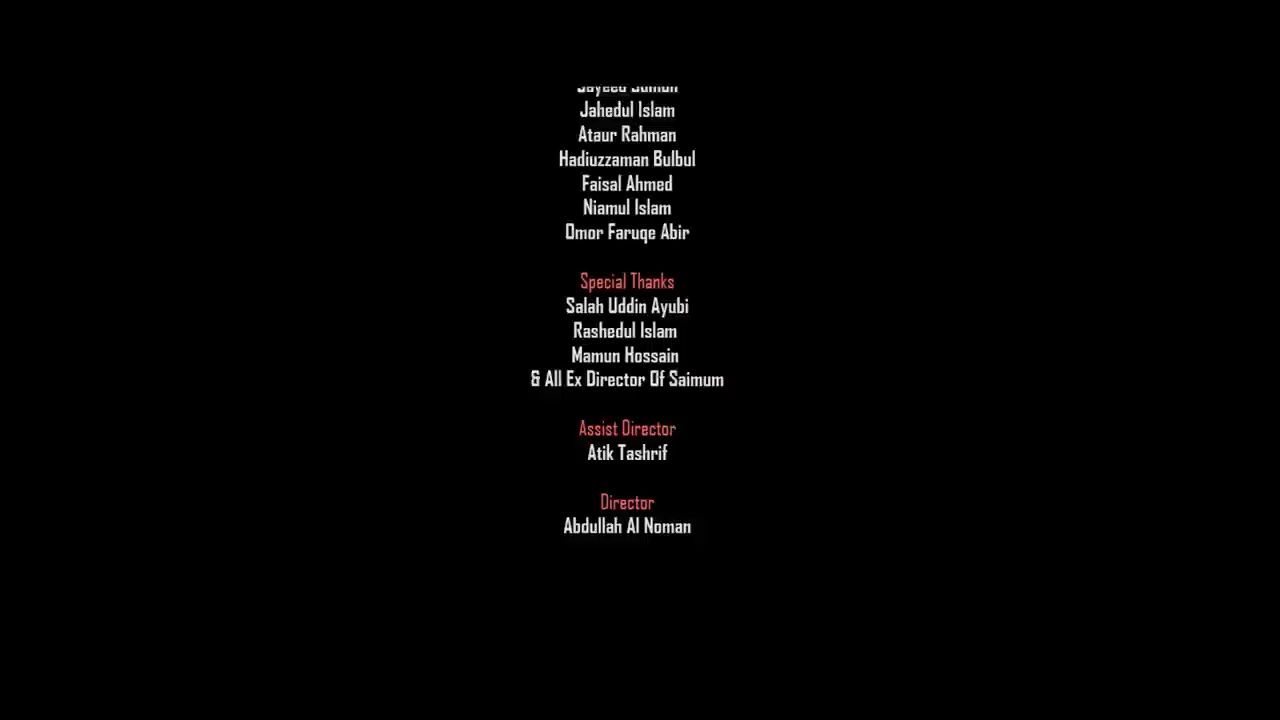 Jahedul Islam
Ataur Rahman
Hadiuzzaman Bulbul
Faisal Ahmed
Niamul Islam
Omor Faruqe Abir
Special Thanks
Salah Uddin Ayubi
Rashedul Islam
Mamun Hossain
& All Ex Director Of Saimum
Assist Director
Atik Tashrif
Director
Abdullah Al Noman